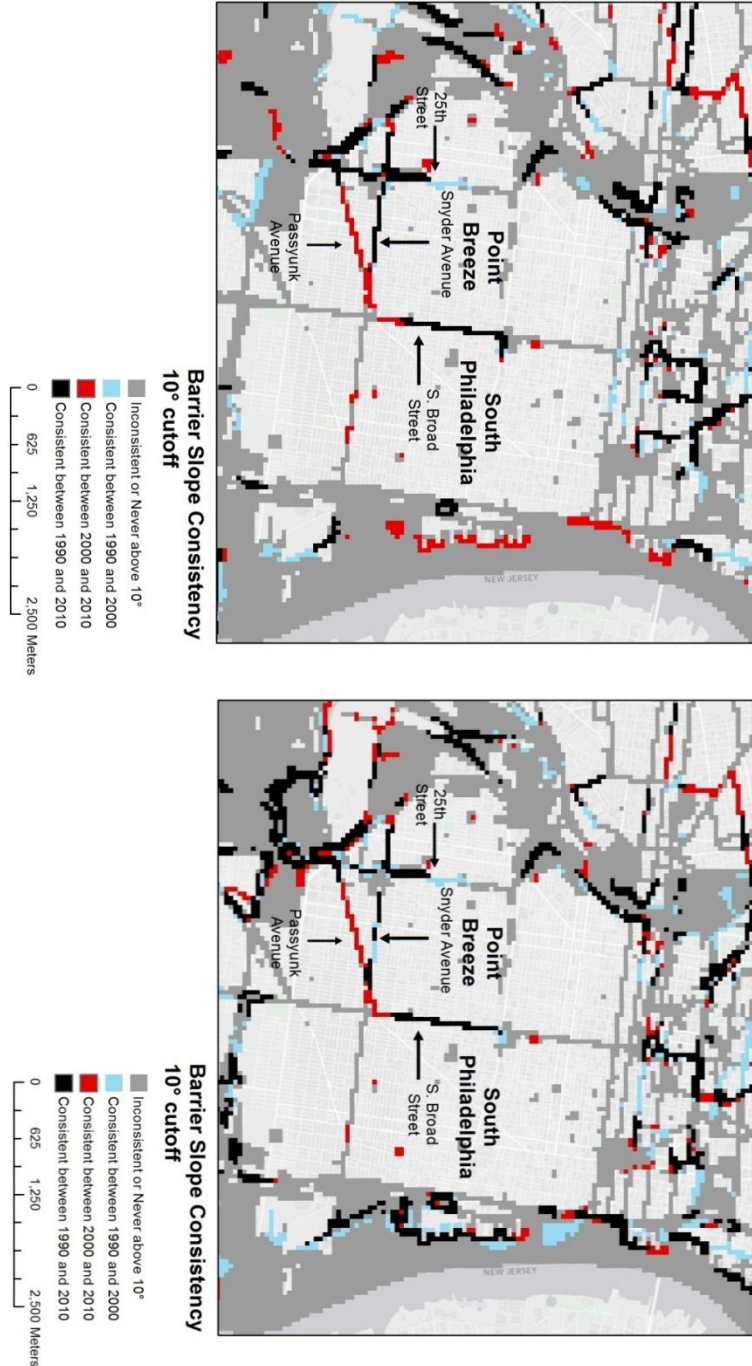 25th
Street
Point
Breeze
Snyder Avenue
Passyunk
Avenue
South
Philadelphia
S. Broad
Street
NEW JERSEY
Barrier Slope Consistency
10° cutoff
Inconsistent or Never above 10°
Consistent between 1990 and 2000
Consistent between 2000 and 2010
Consistent between 1990 and 2010
0 625 1,250 2,500 Meters
25th
Street
Point
Breeze
Snyder Avenue
Passyunk
Avenue
South
Philadelphia
S. Broad
Street
NEW JERSEY
Barrier Slope Consistency
10° cutoff
Inconsistent or Never above 10°
Consistent between 1990 and 2000
Consistent between 2000 and 2010
Consistent between 1990 and 2010
0 625 1,250 2,500 Meters